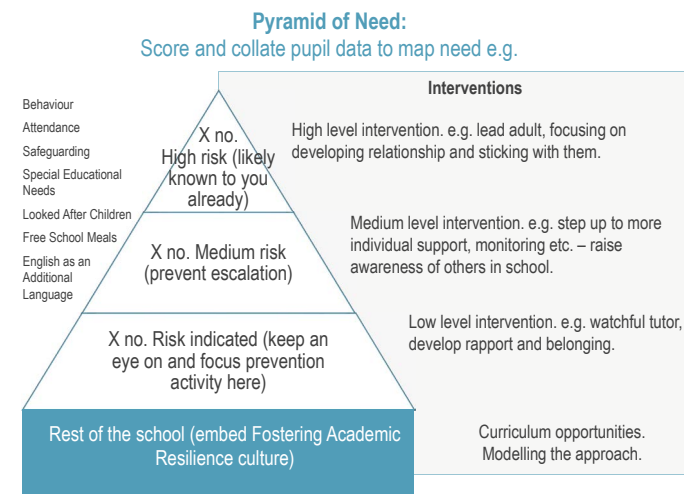 Pyramid of Need:
Score and collate pupil data to map need e.g.
Behaviour
Attendance
Safeguarding
Special Educational
Needs
Looked After Children
Free School Meals
English as an
Additional
Language
X no.
High risk (likely
known to you
already)
X no. Medium risk
(prevent escalation)
X no. Risk indicated (keep an
eye on and focus prevention
activity here)
Rest of the school (embed Fostering Academic
Resilience culture)
Interventions
High level intervention. e.g. lead adult, focusing on
developing relationship and sticking with them.
Medium level intervention. e.g. step up to more
individual support, monitoring etc. – raise
awareness of others in school.
Low level intervention. e.g. watchful tutor,
develop rapport and belonging.
Curriculum opportunities.
Modelling the approach.